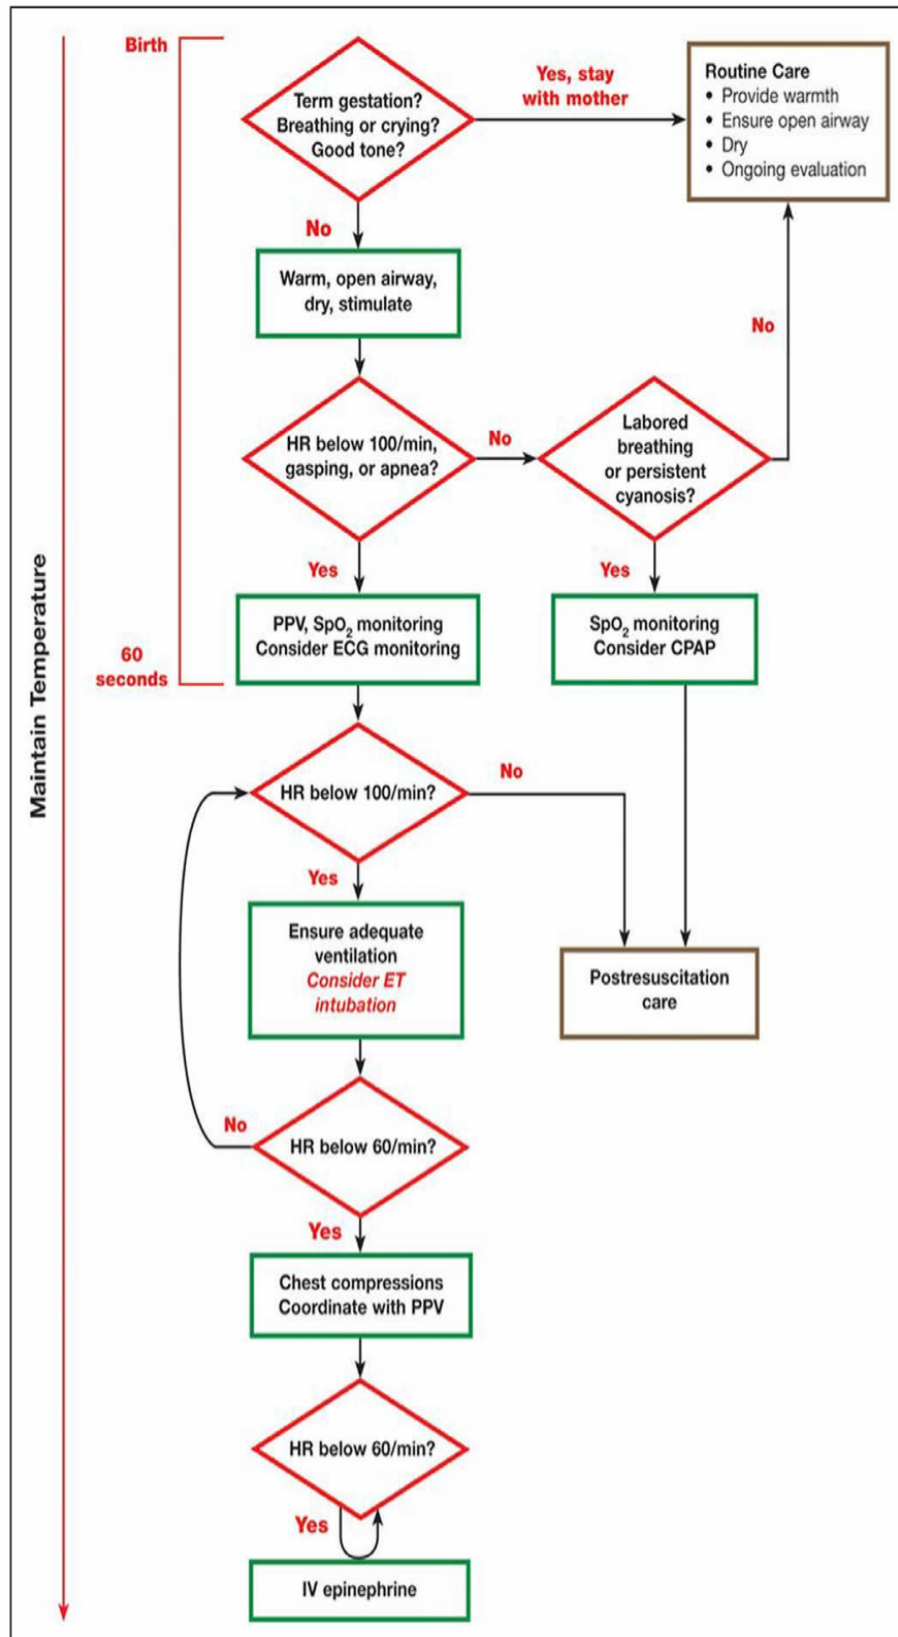 Birth
Term gestation?
Breathing or crying?
Good tone?
Yes, stay
with mother
Routine Care
• Provide warmth
• Ensure open airway
• Dry
• Ongoing evaluation
No
Warm, open airway,
dry, stimulate
HR below 100/min,
gasping, or apnea?
No
Labored
breathing
or persistent
cyanosis?
No
Yes
Yes
PPV, SpO₂ monitoring
Consider ECG monitoring
SpO₂ monitoring
Consider CPAP
60
seconds
Maintain Temperature
HR below 100/min?
No
Yes
Ensure adequate
ventilation
Consider ET
intubation
Postresuscitation
care
HR below 60/min?
No
Yes
Chest compressions
Coordinate with PPV
HR below 60/min?
Yes
IV epinephrine